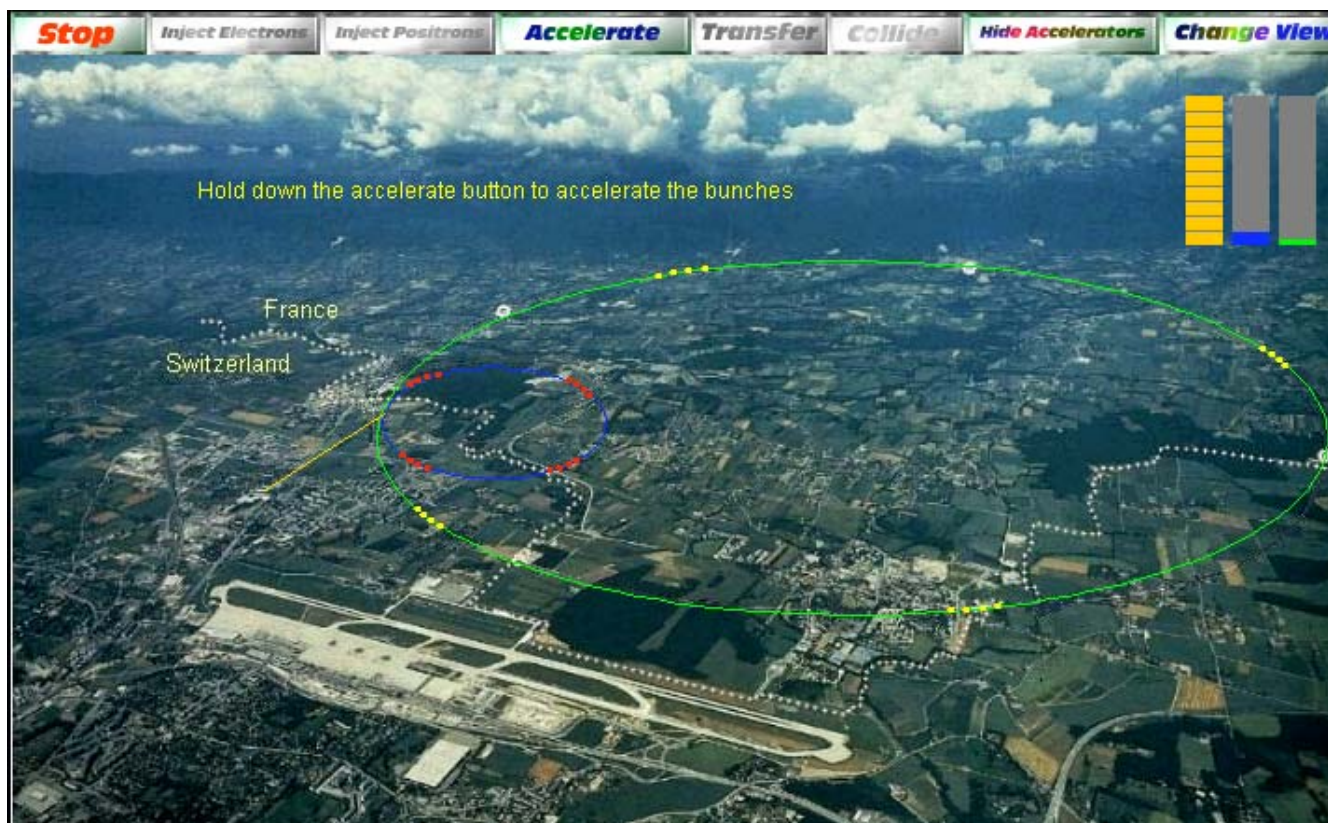 Stop
Inject Electrons
Inject Positrons
Accelerate
Transfer
Collide
Hide Accelerators
Change View
Hold down the accelerate button to accelerate the bunches
France
Switzerland